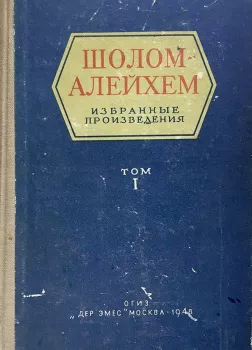 ШОЛОМ-
АЛЕЙХЕМ
ИЗБРАННЫЕ
ПРОИЗВЕДЕНИЯ
ТОМ
I
ОГИЗ
„ДЕР ЭМЕС" МОСКВА - 1948